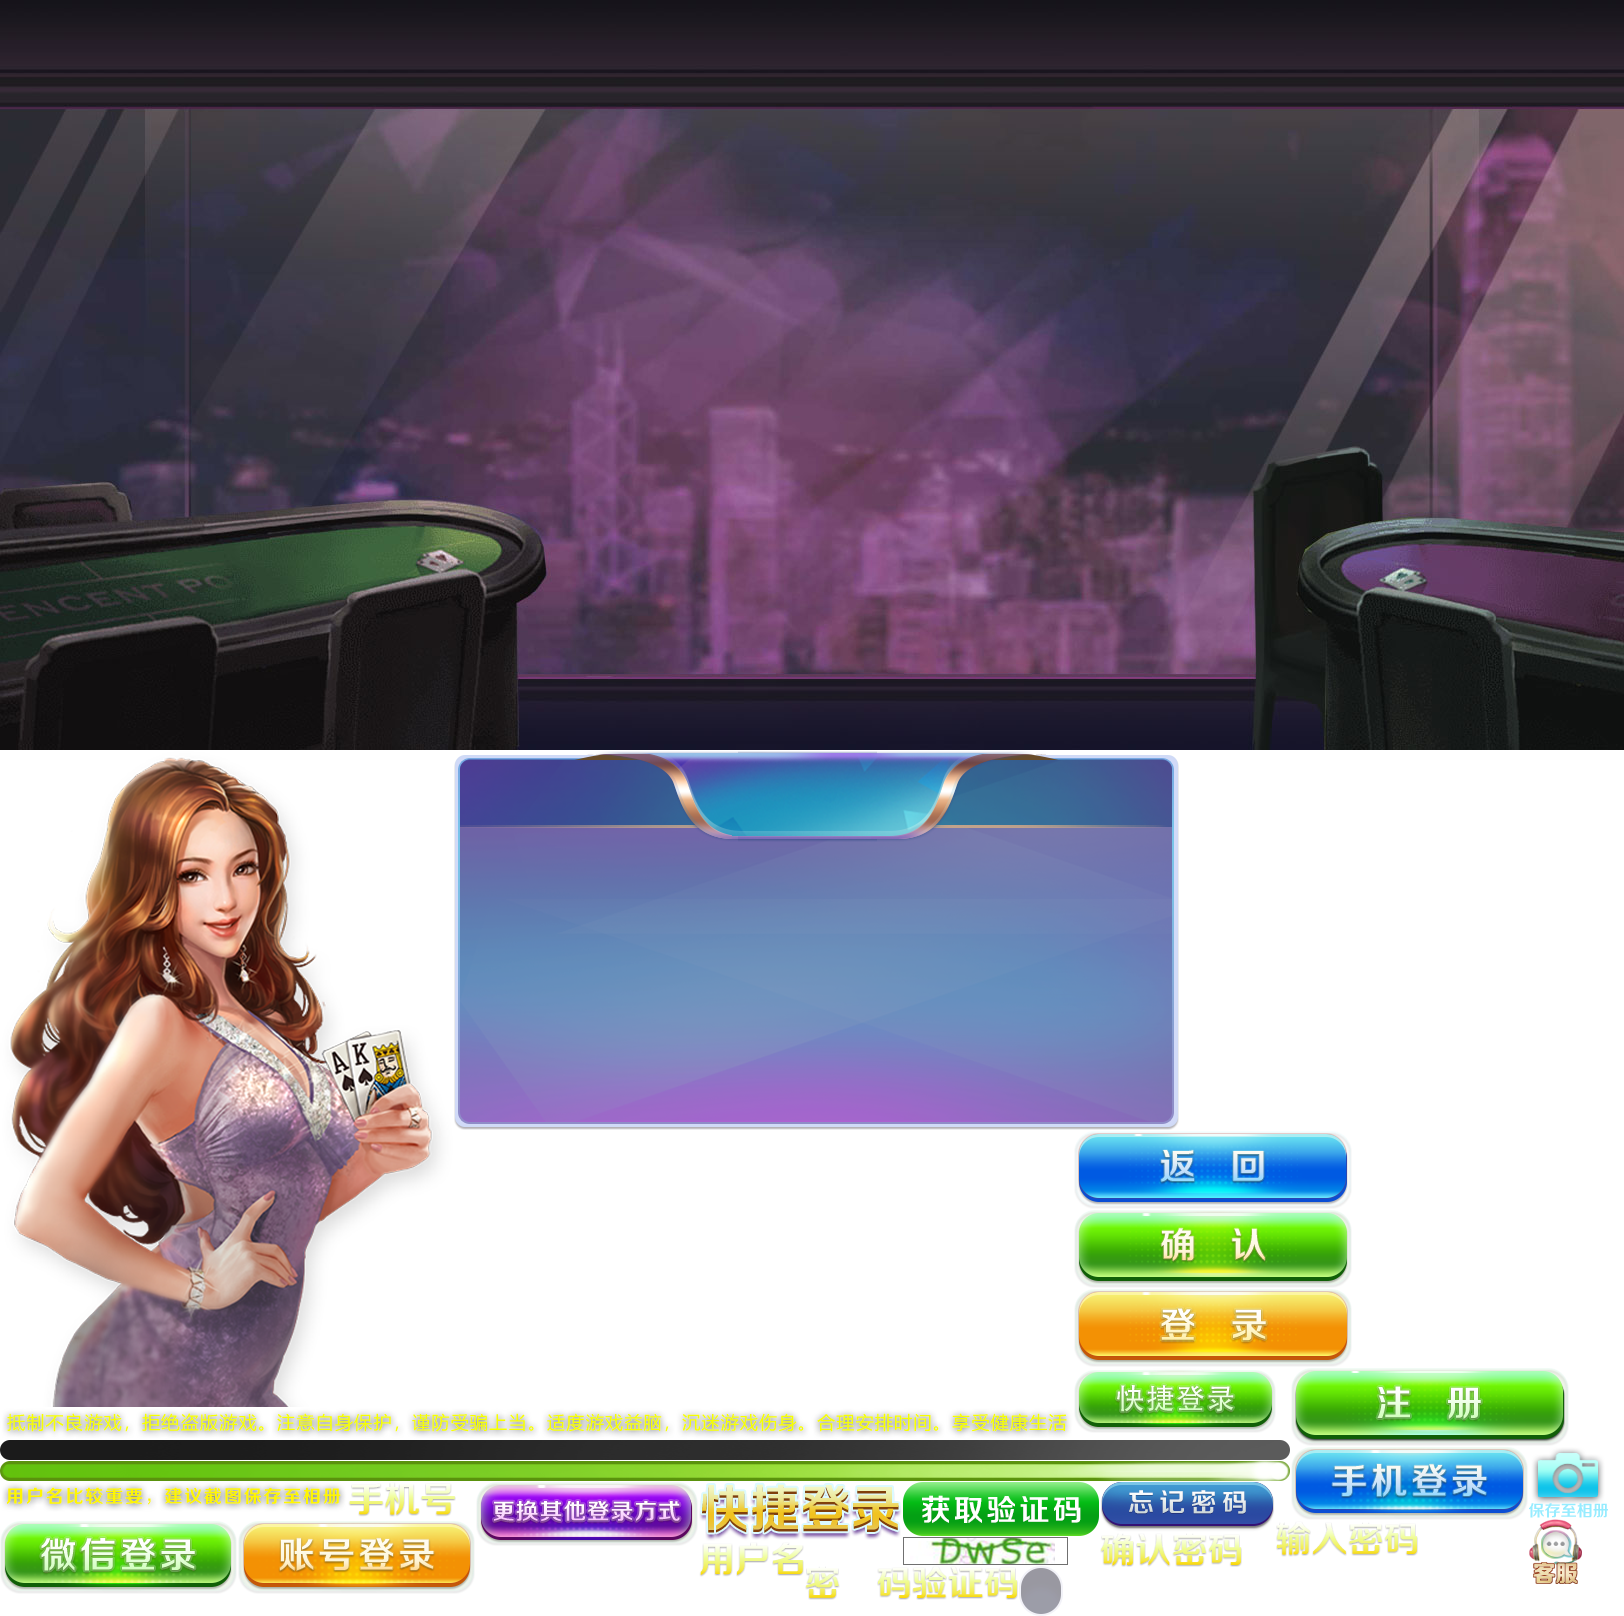 ENCENT PO
A K
返 回
确 认
登 录
快捷登录
注 册
抵制不良游戏，拒绝盗版游戏。注意自身保护，谨防受骗上当。适度游戏益脑，沉迷游戏伤身。合理安排时间，享受健康生活
手机登录
保存至相册
用户名比较重要，建议截图保存至相册
手机号
更换其他登录方式
快捷登录
获取验证码
忘记密码
微信登录
账号登录
用户名
DwSe
确认密码
输入密码
密 码
验证码
客服